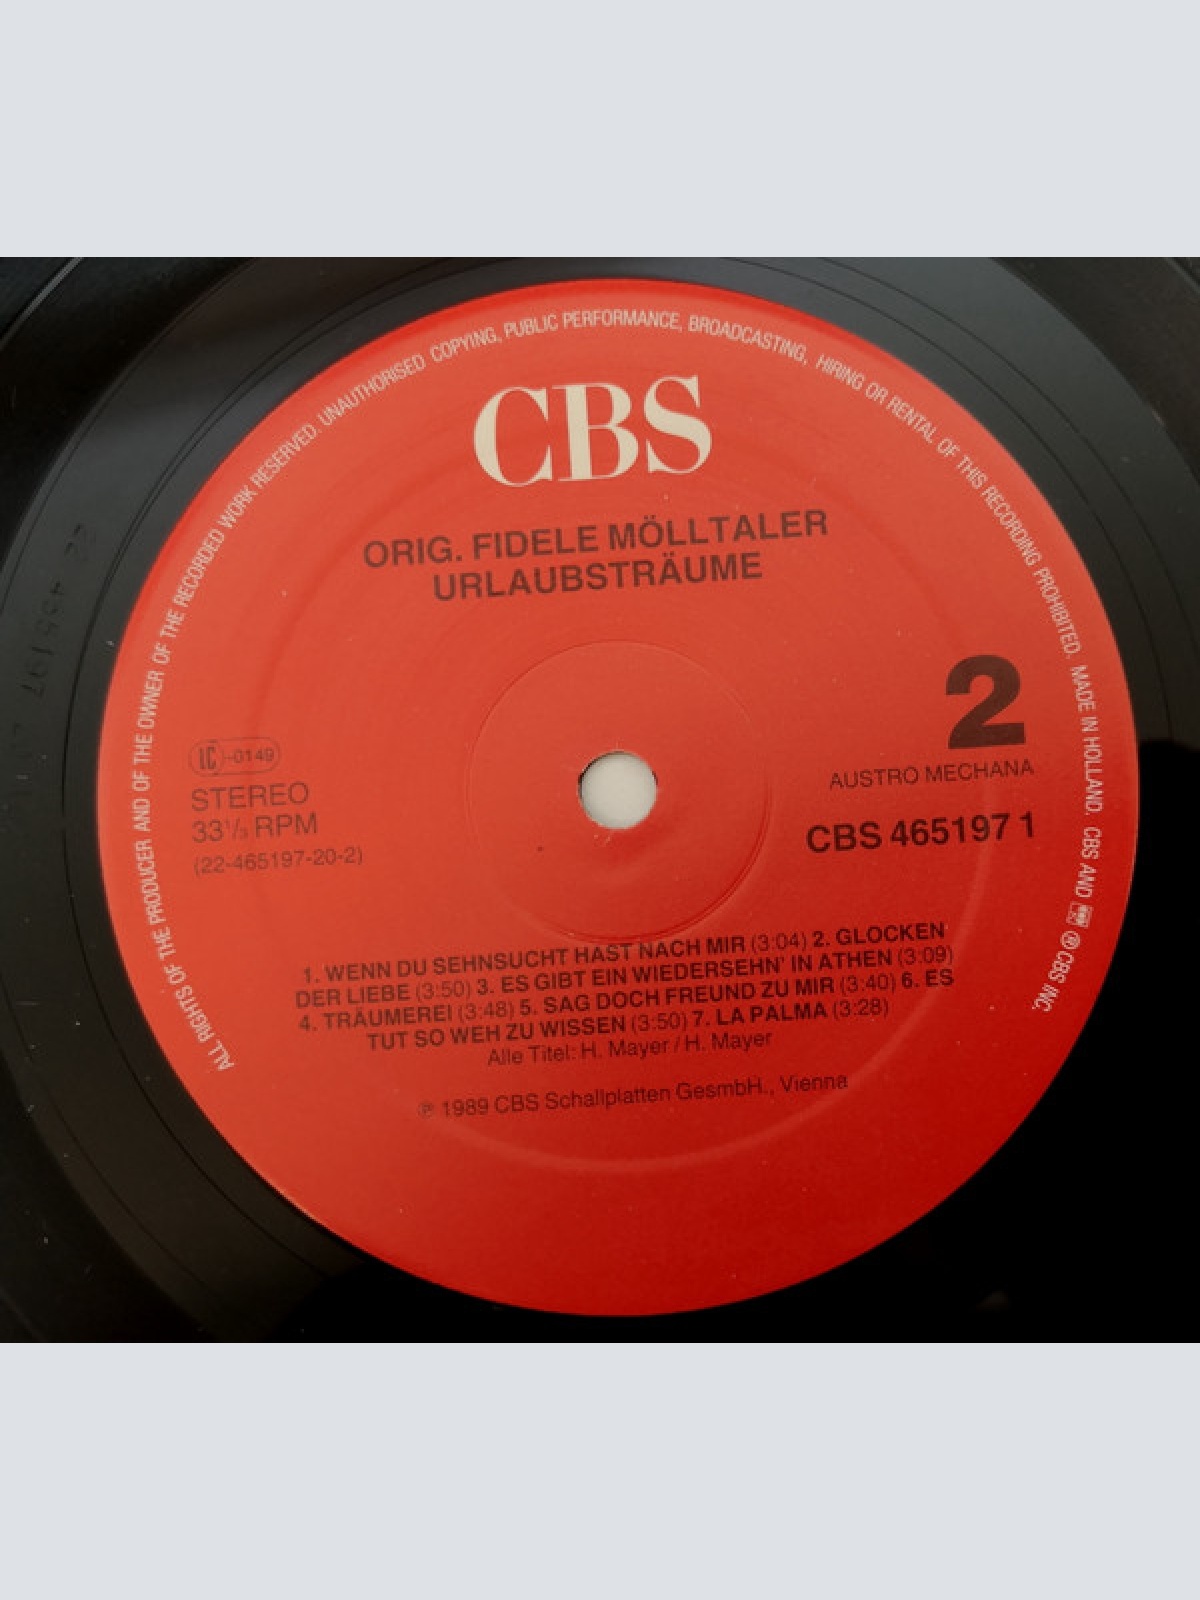 ALL RIGHTS OF THE PRODUCER AND OF THE OWNER OF THE RECORDED WORK RESERVED. UNAUTHORISED COPYING, PUBLIC PERFORMANCE, BROADCASTING, HIRING OR RENTAL OF THIS RECORDING PROHIBITED. MADE IN HOLLAND. CBS AND ® CBS INC.
CBS
ORIG. FIDELE MÖLLTALER
URLAUBSTRÄUME
2
LC -0149
AUSTRO MECHANA
STEREO
33⅓ RPM
CBS 465197 1
(22-465197-20-2)
1. WENN DU SEHNSUCHT HAST NACH MIR (3:04) 2. GLOCKEN
DER LIEBE (3:50) 3. ES GIBT EIN WIEDERSEHN' IN ATHEN (3:09)
4. TRÄUMEREI (3:48) 5. SAG DOCH FREUND ZU MIR (3:40) 6. ES
TUT SO WEH ZU WISSEN (3:50) 7. LA PALMA (3:28)
Alle Titel: H. Mayer / H. Mayer
℗ 1989 CBS Schallplatten GesmbH., Vienna